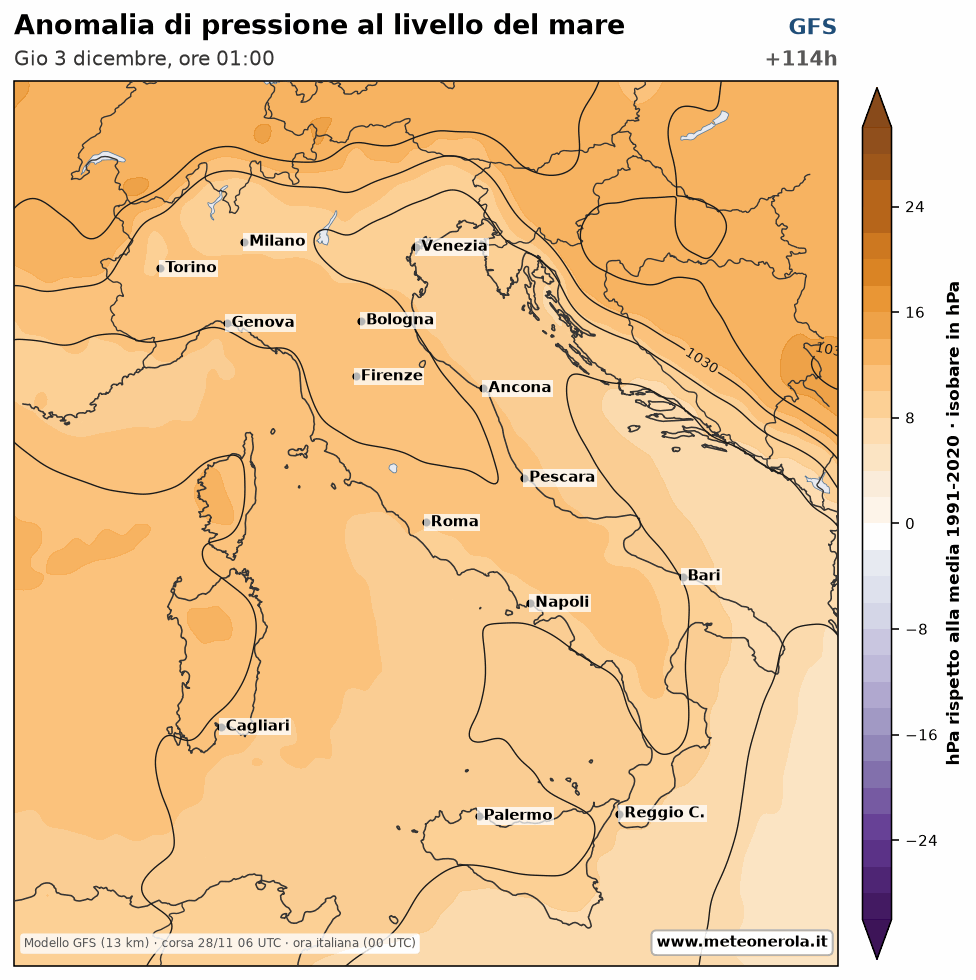 Anomalia di pressione al livello del mare
GFS
Gio 3 dicembre, ore 01:00
+114h
Milano
Venezia
Torino
Genova
Bologna
1030
Firenze
Ancona
Pescara
Roma
Bari
Napoli
Cagliari
Palermo
Reggio C.
24
16
8
0
−8
−16
−24
hPa rispetto alla media 1991-2020 · isobare in hPa
Modello GFS (13 km) · corsa 28/11 06 UTC · ora italiana (00 UTC)
www.meteonerola.it